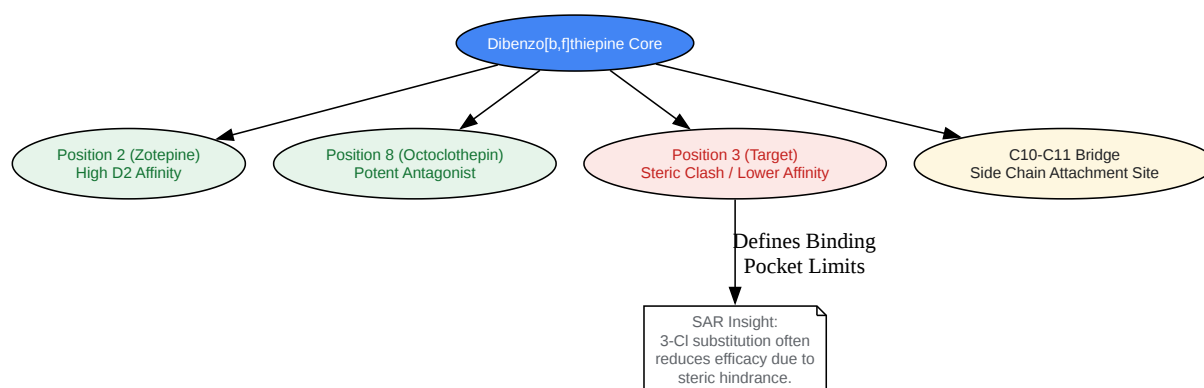 Dibenzo[b,f]thiepine Core
Position 2 (Zotepine)
High D2 Affinity
Position 8 (Octoclothepin)
Potent Antagonist
Position 3 (Target)
Steric Clash / Lower Affinity
C10-C11 Bridge
Side Chain Attachment Site
Defines Binding
Pocket Limits
SAR Insight:
3-Cl substitution often
reduces efficacy due to
steric hindrance.